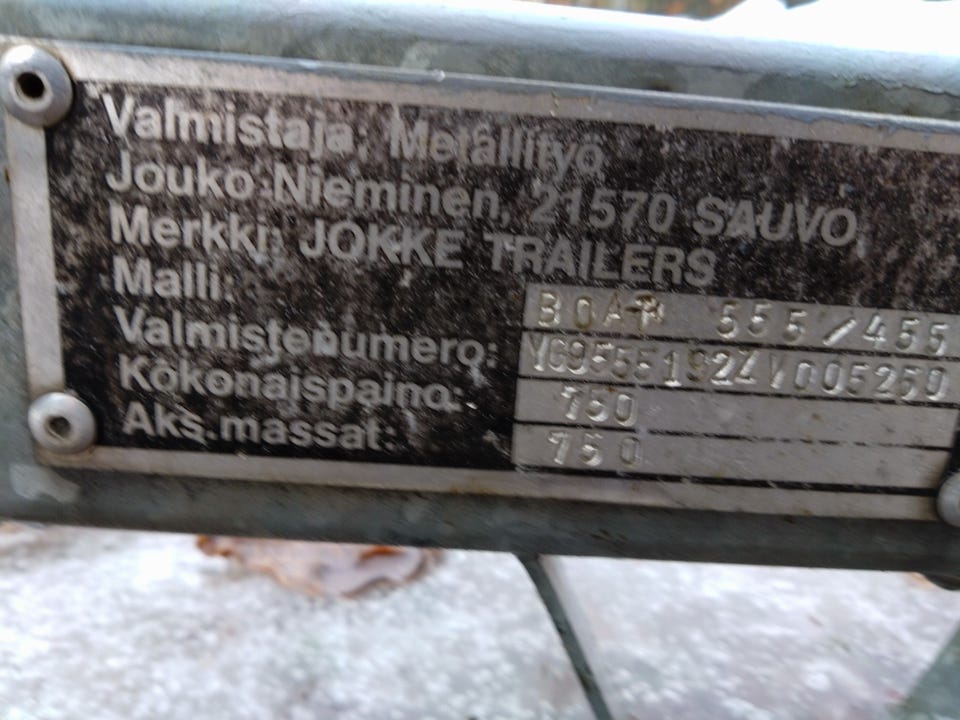 Valmistaja: Metallityö
Jouko Nieminen, 21570 SAUVO
Merkki: JOKKE TRAILERS
Malli: BOAT 555/455
Valmistenumero:
Kokonaispaino: 750
Aks. massat: 750